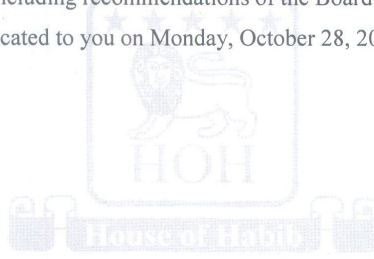 ncluding recommendations of the Board
cated to you on Monday, October 28, 20
HOH
House of Habib